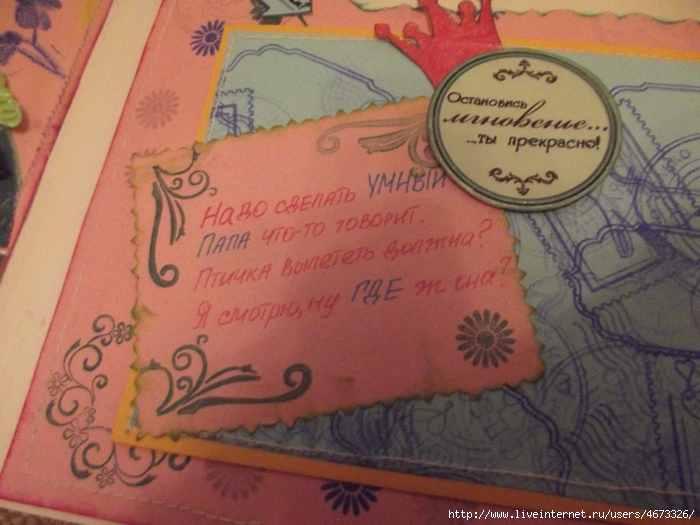 Остановись
мгновение...
...ты прекрасно!
Надо сделать УМНЫЙ
ПАПА что-то говорит.
Птичка вылететь должна?
Я смотрю, ну ГДЕ ж она?
http://www.liveinternet.ru/users/4673326/